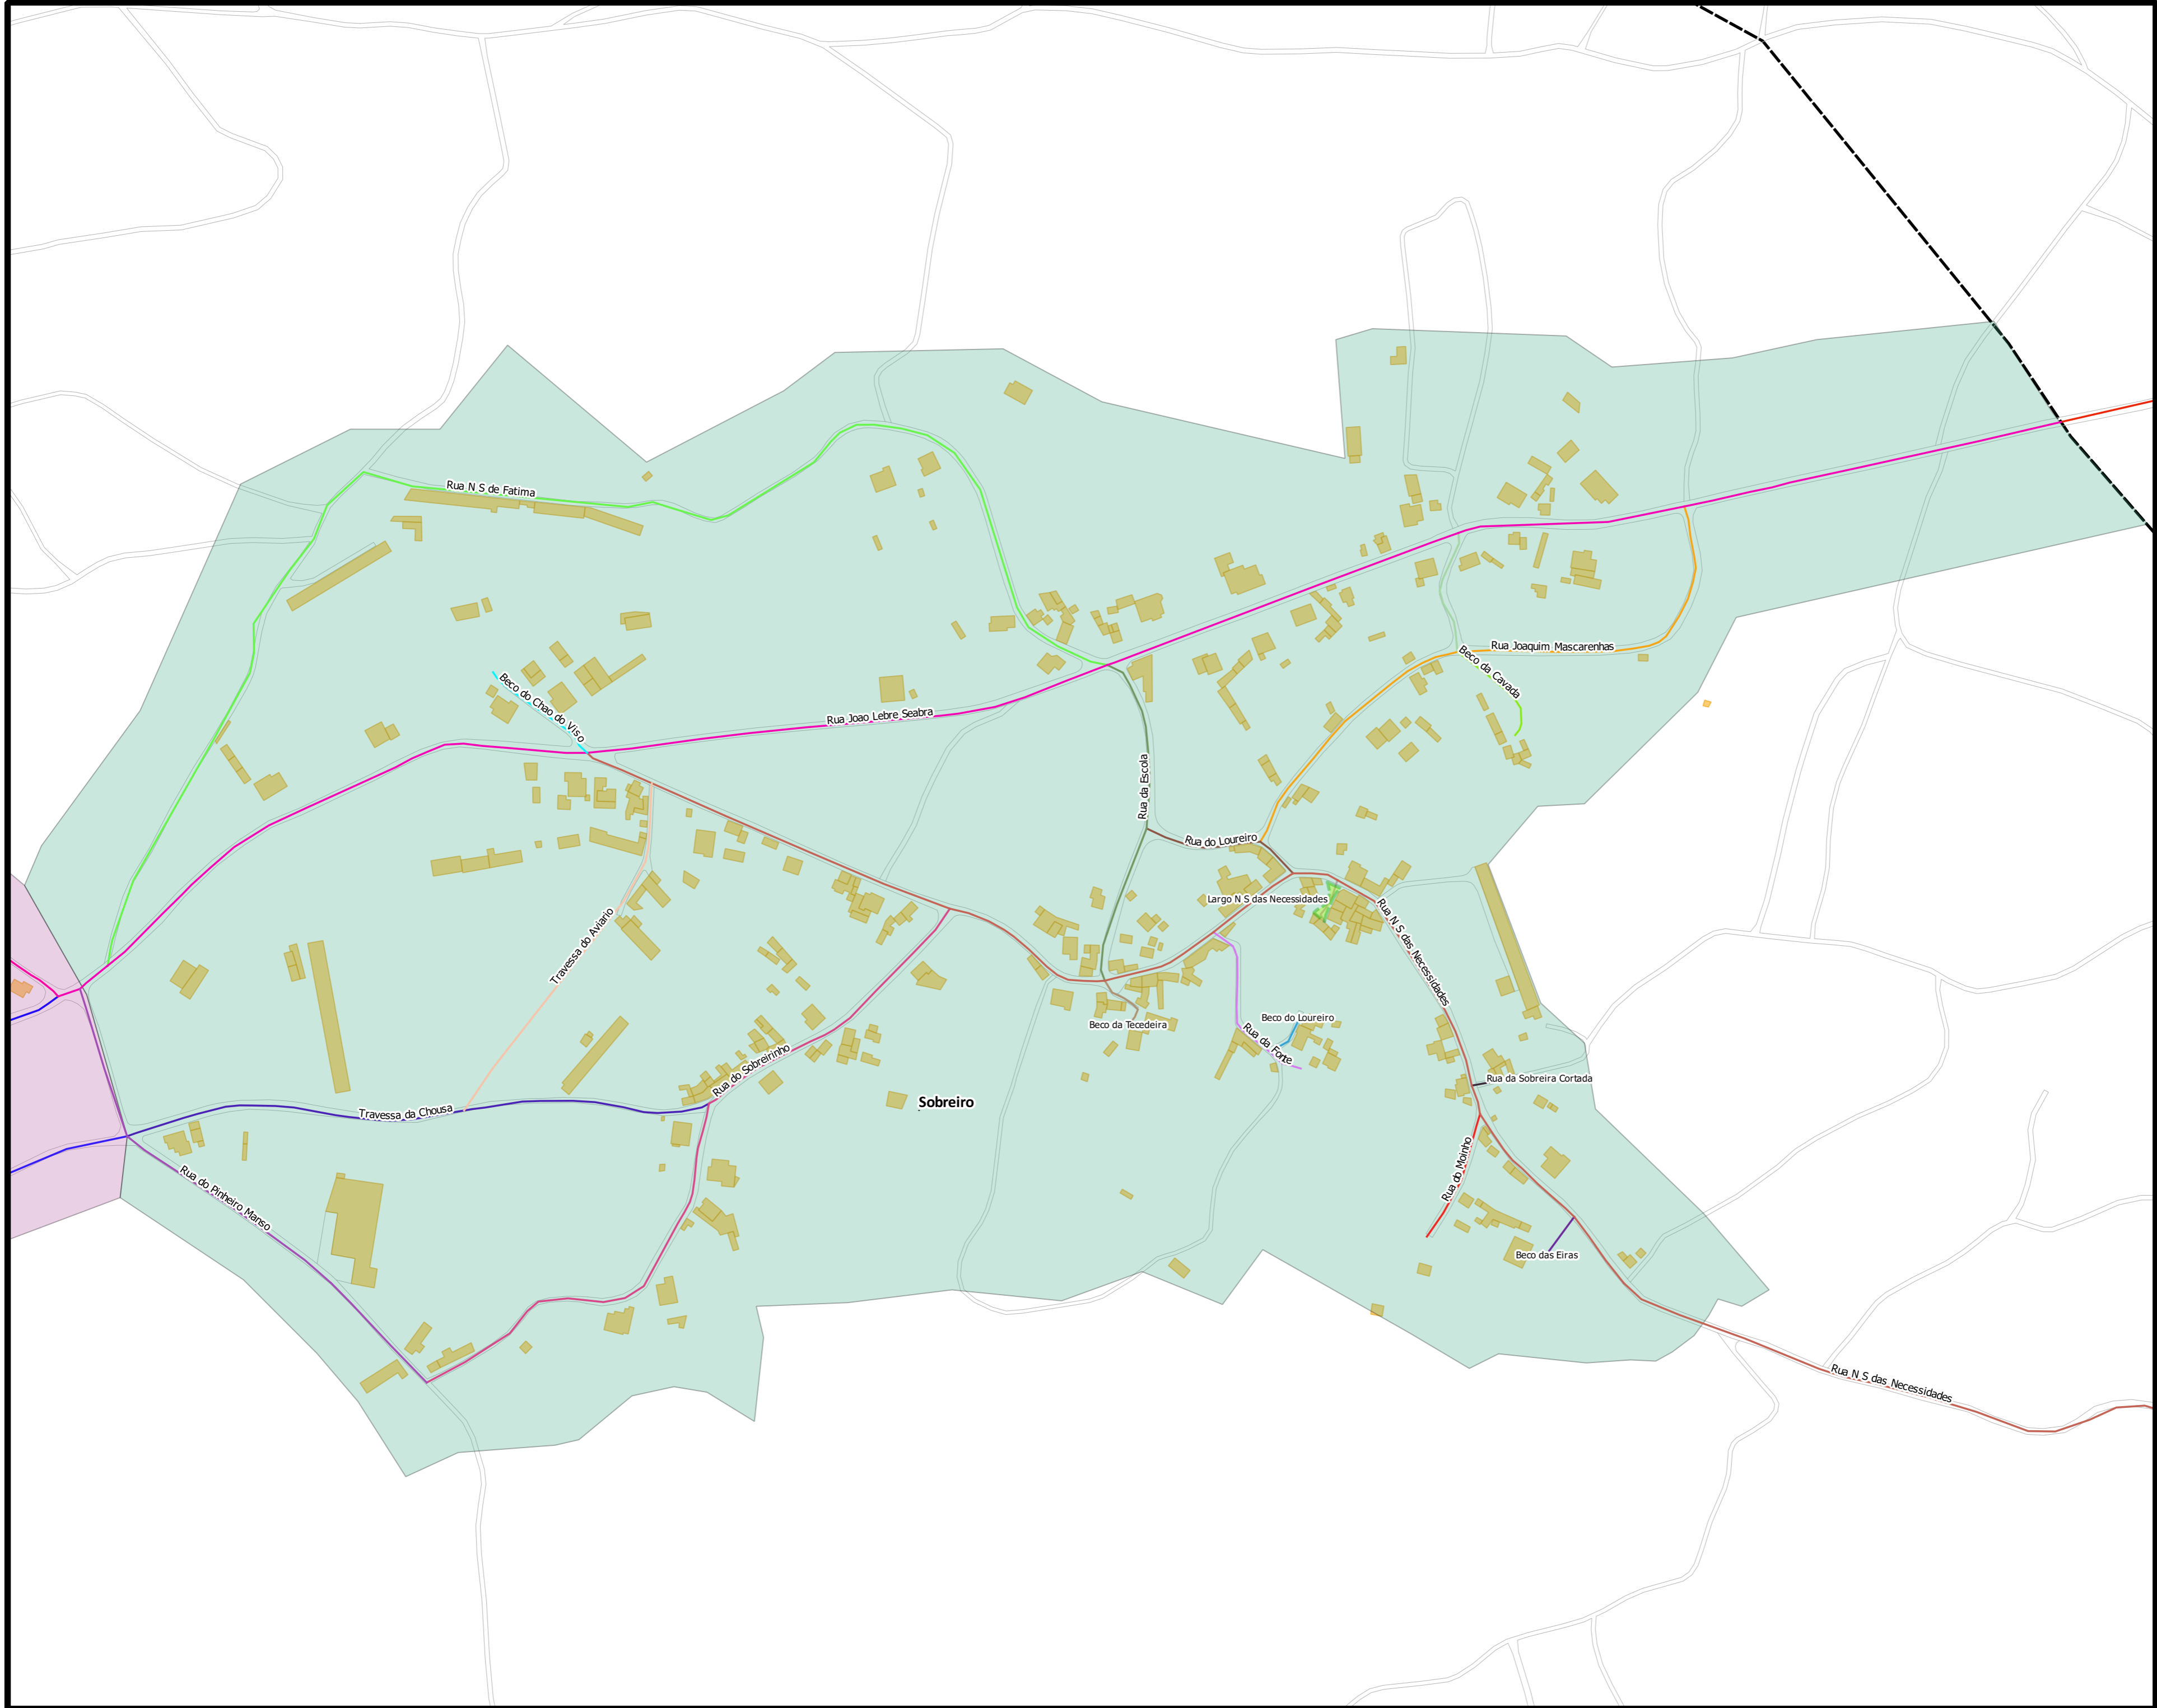 Rua N S de Fatima
Rua Joaquim Mascarenhas
Beco da Cavada
Beco do Chao do Viso
Rua Joao Lebre Seabra
Rua da Escola
Rua do Loureiro
Largo N S das Necessidades
Rua N S das Necessidades
Travessa do Aviario
Beco do Loureiro
Beco da Tecedeira
Rua da Forte
Rua do Sobreirinho
Rua da Sobreira Cortada
Sobreiro
Travessa da Chousa
Rua do Moinho
Rua do Pinheiro Manso
Beco das Eiras
Rua N S das Necessidades